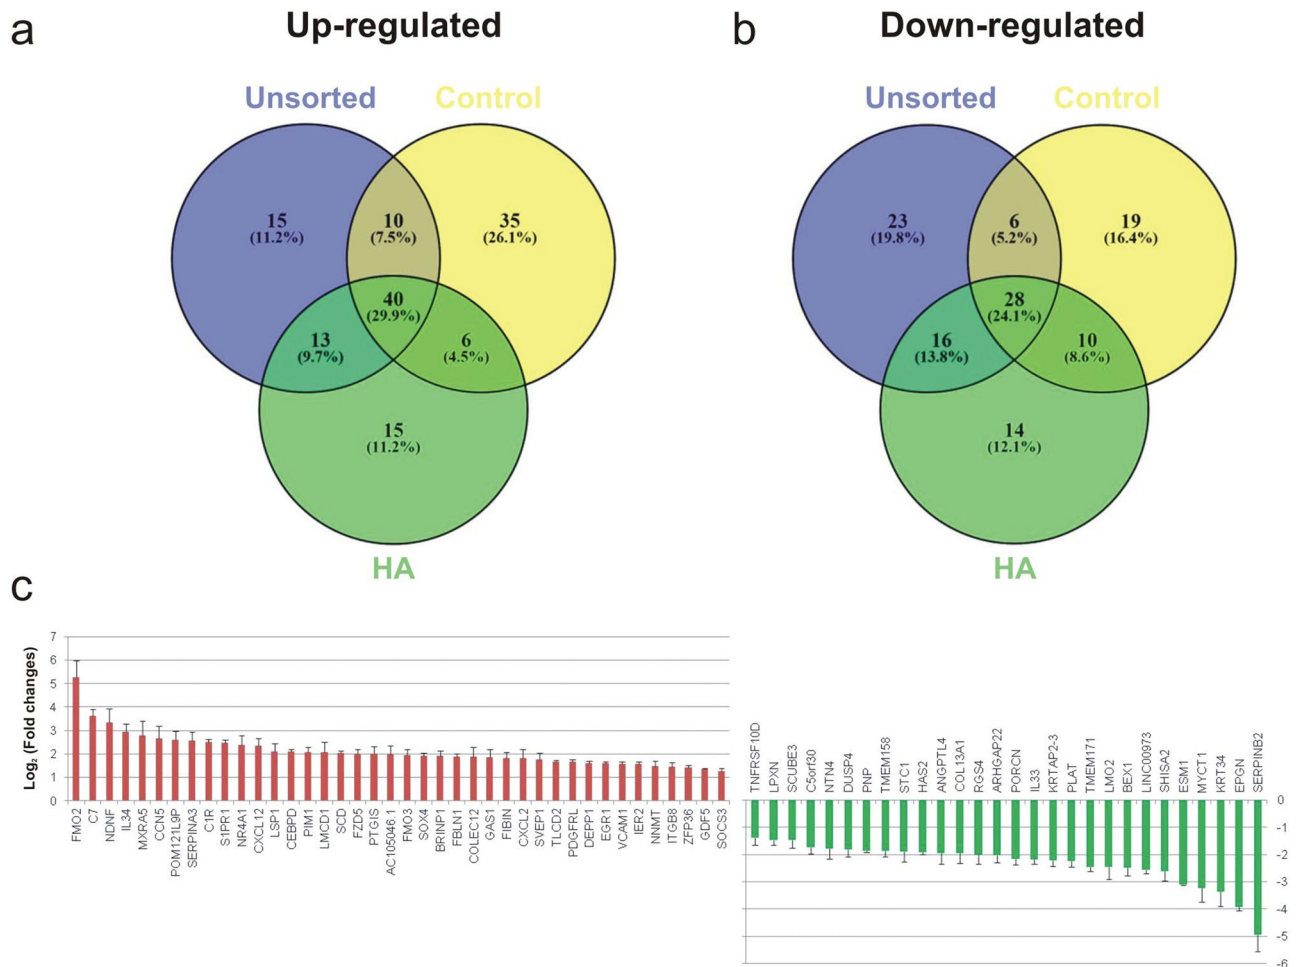 a
Up-regulated
Unsorted
Control
15
(11.2%)
10
(7.5%)
35
(26.1%)
40
(29.9%)
13
(9.7%)
6
(4.5%)
15
(11.2%)
HA
b
Down-regulated
Unsorted
Control
23
(19.8%)
6
(5.2%)
19
(16.4%)
28
(24.1%)
16
(13.8%)
10
(8.6%)
14
(12.1%)
HA
c
Log₂ (Fold changes)
7
6
5
4
3
2
1
0
FMO2
C7
NDNF
IL34
MXRA5
CCN5
POM121L9P
SERPINA3
C1R
S1PR1
NR4A1
CXCL12
LSP1
CEBPD
PIM1
LMCD1
SCD
FZD5
PTGIS
AC105046.1
FMO3
SOX4
BRINP1
FBLN1
COLEC12
GAS1
FIBIN
CXCL2
SVEP1
TLCD2
PDGFRL
DEPP1
EGR1
VCAM1
IER2
NNMT
ITGB8
ZFP36
GDF5
SOCS3
TNFRSF10D
LPXN
SCUBE3
C5orf30
NTN4
DUSP4
PNP
TMEM158
STC1
HAS2
ANGPTL4
COL13A1
RGS4
ARHGAP22
PORCN
IL33
KRTAP2-3
PLAT
TMEM171
LMO2
BEX1
LINC00973
SHISA2
ESM1
MYCT1
KRT34
EPGN
SERPINB2
0
-1
-2
-3
-4
-5
-6